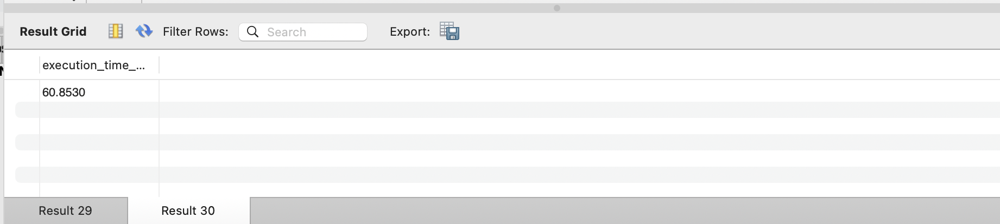 Result Grid Filter Rows: Search Export:
execution_time_...
60.8530
Result 29 Result 30